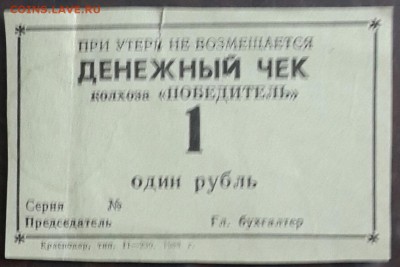 COINS.LAVE.RU
ПРИ УТЕРЕ НЕ ВОЗМЕЩАЕТСЯ
ДЕНЕЖНЫЙ ЧЕК
колхоза «ПОБЕДИТЕЛЬ»
1
один рубль
Серия №
Председатель Гл. бухгалтер
Краснодар, тип.